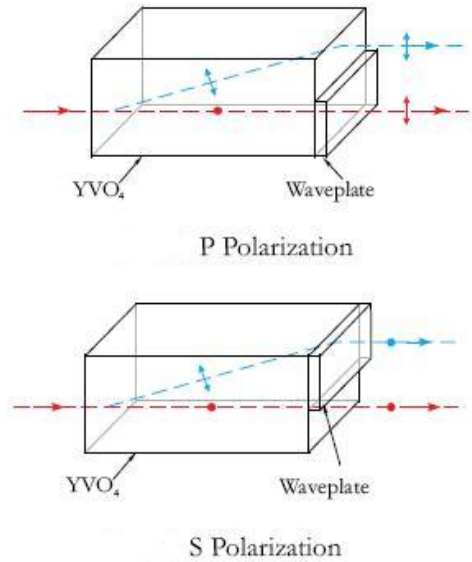 YVO₄
Waveplate
P Polarization
YVO₄
Waveplate
S Polarization